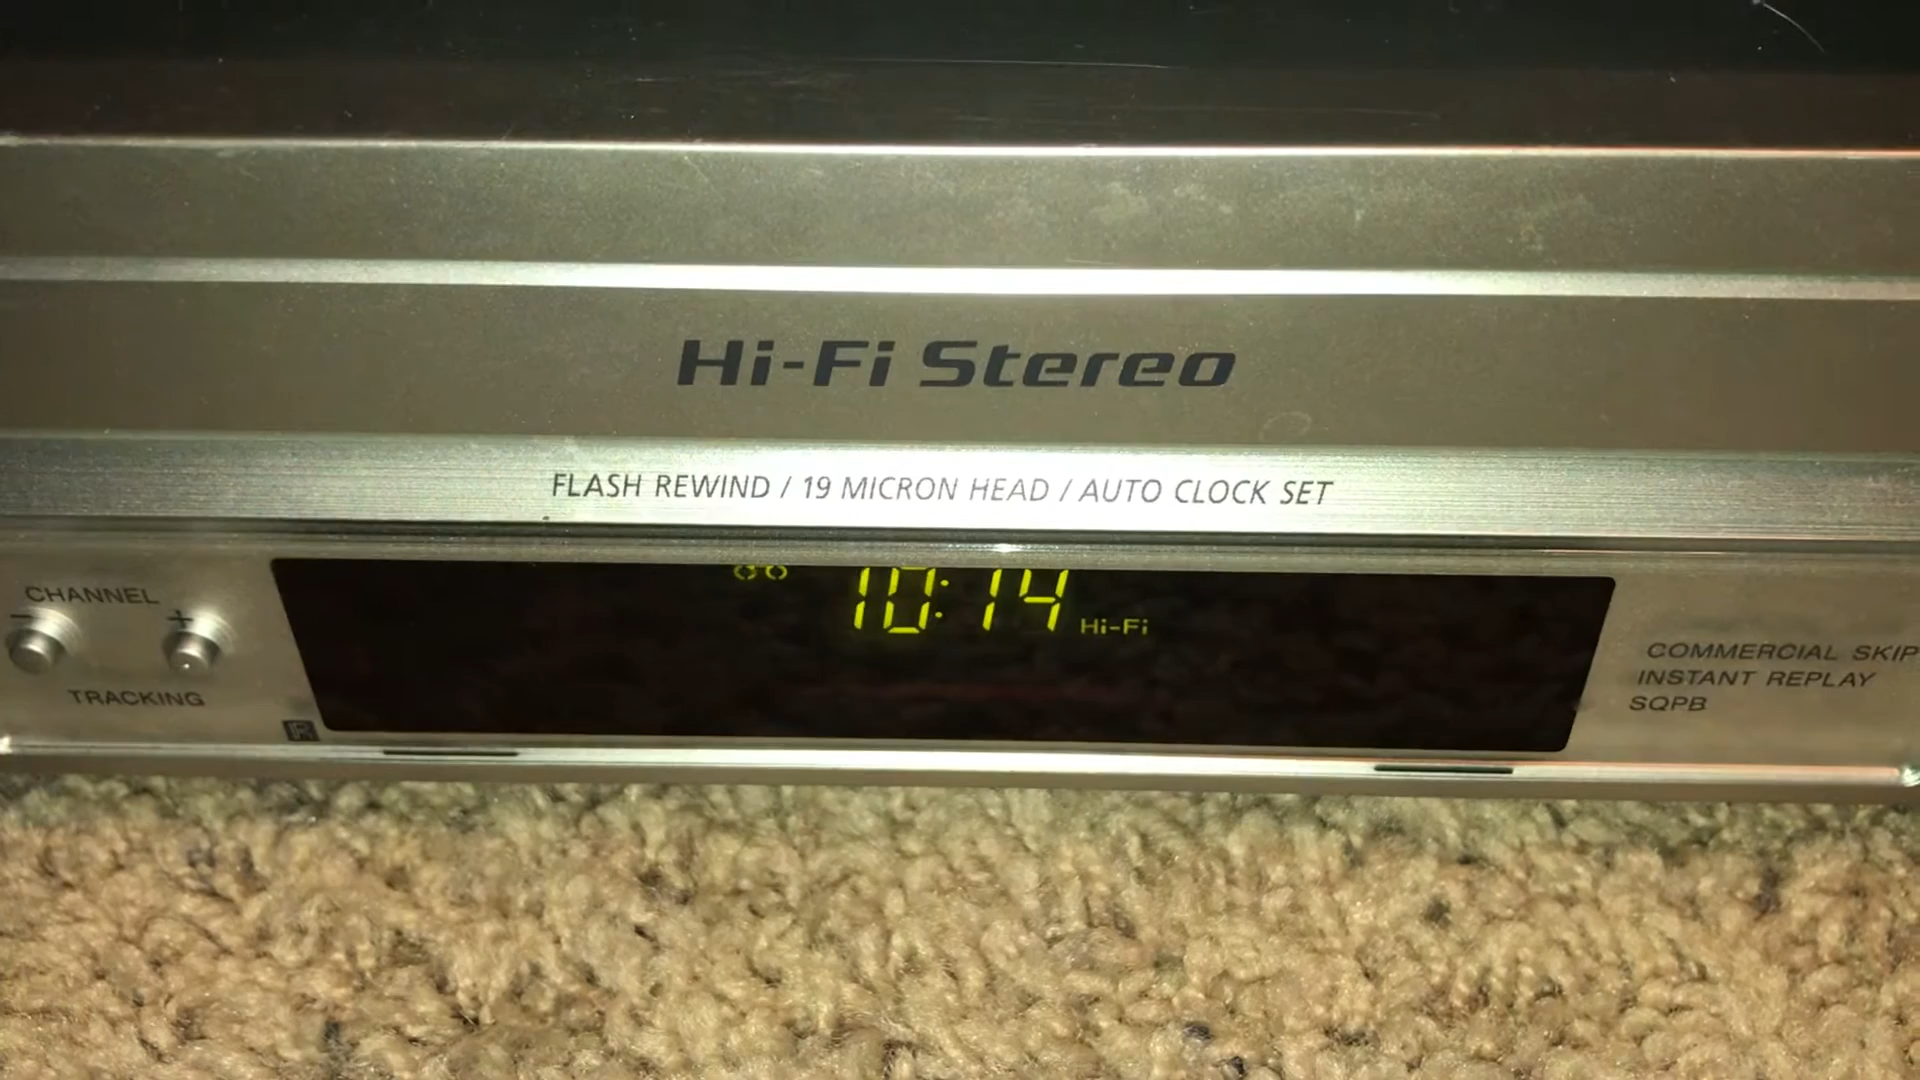 Hi-Fi Stereo
FLASH REWIND / 19 MICRON HEAD / AUTO CLOCK SET
CHANNEL
- +
TRACKING
10:14
Hi-Fi
COMMERCIAL SKIP
INSTANT REPLAY
SQPB